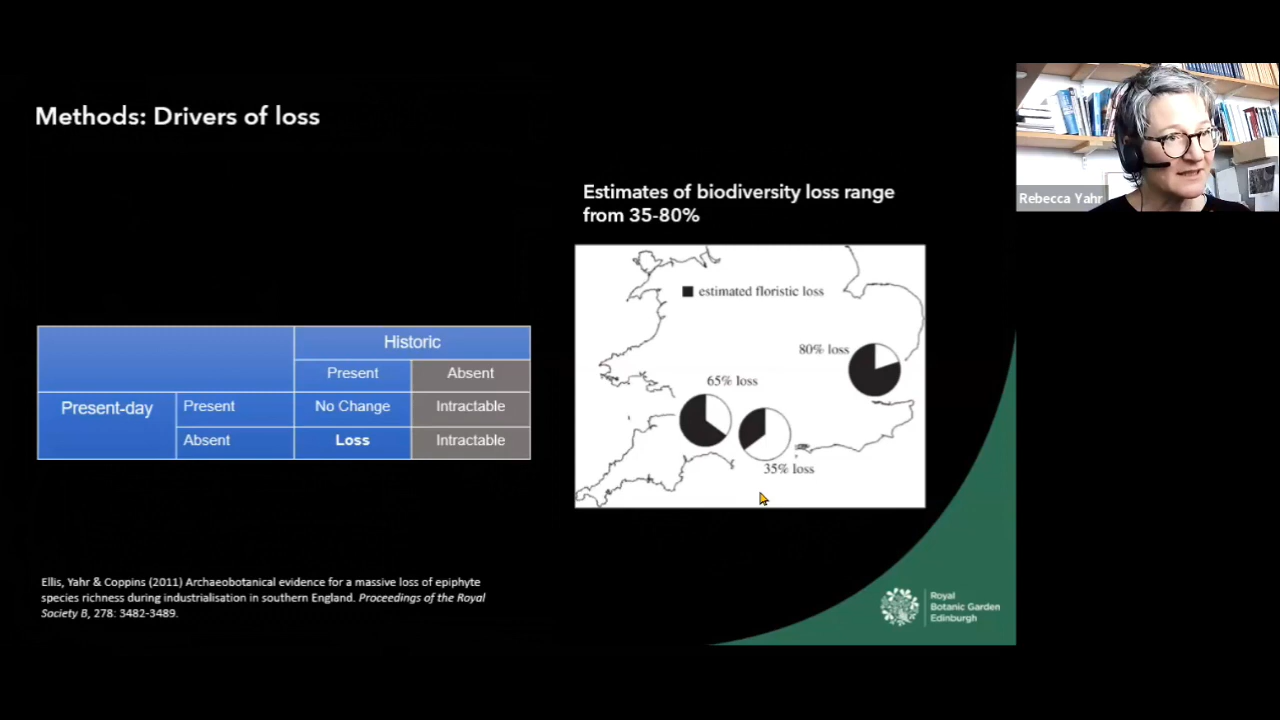 Methods: Drivers of loss
Estimates of biodiversity loss range
from 35-80%
estimated floristic loss
80% loss
65% loss
35% loss
Historic
Present
Absent
Present-day
Present
No Change
Intractable
Absent
Loss
Intractable
Ellis, Yahr & Coppins (2011) Archaeobotanical evidence for a massive loss of epiphyte
species richness during industrialisation in southern England. Proceedings of the Royal
Society B, 278: 3482-3489.
Royal
Botanic Garden
Edinburgh
Rebecca Yahr